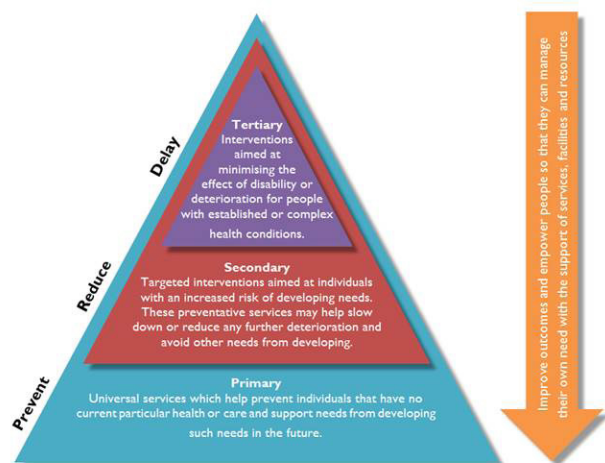 Tertiary
Interventions
aimed at
minimising the
effect of disability or
deterioration for people
with established or complex
health conditions.
Secondary
Targeted interventions aimed at individuals
with an increased risk of developing needs.
These preventative services may help slow
down or reduce any further deterioration and
avoid other needs from developing.
Primary
Universal services which help prevent individuals that have no
current particular health or care and support needs from developing
such needs in the future.
Delay
Reduce
Prevent
Improve outcomes and empower people so that they can manage
their own need with the support of services, facilities and resources